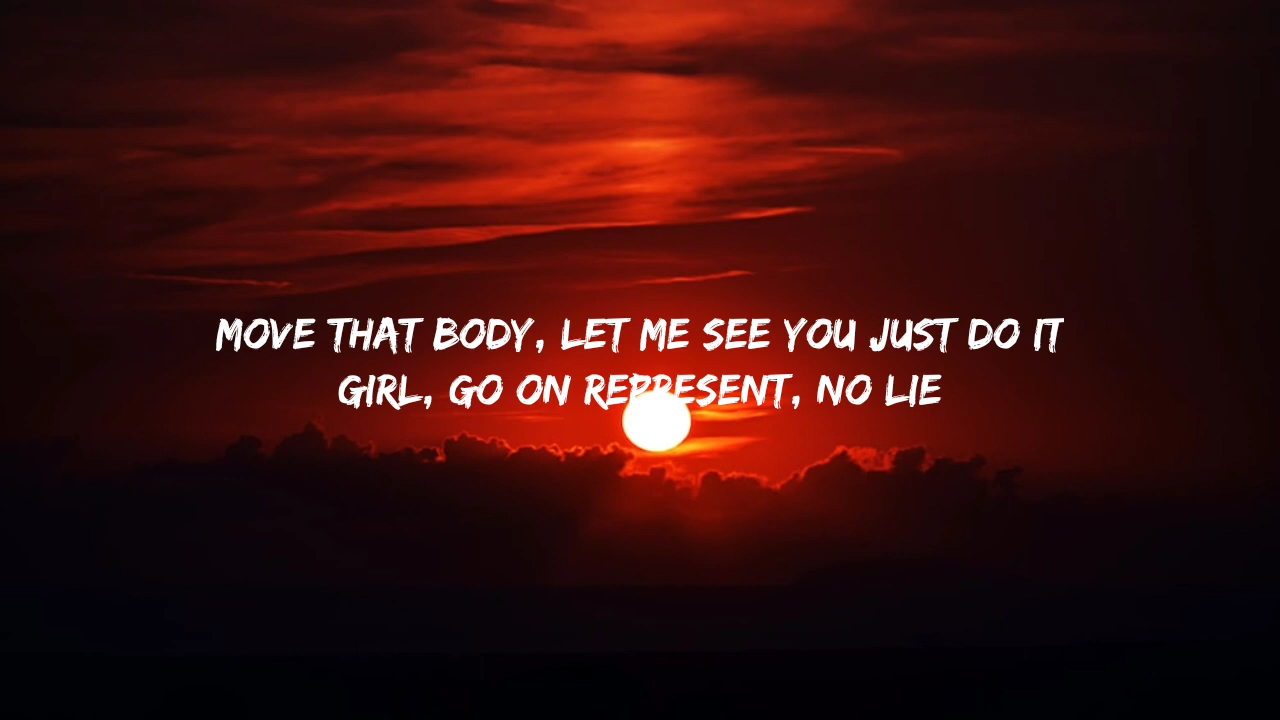 MOVE THAT BODY, LET ME SEE YOU JUST DO IT
GIRL, GO ON REPRESENT, NO LIE